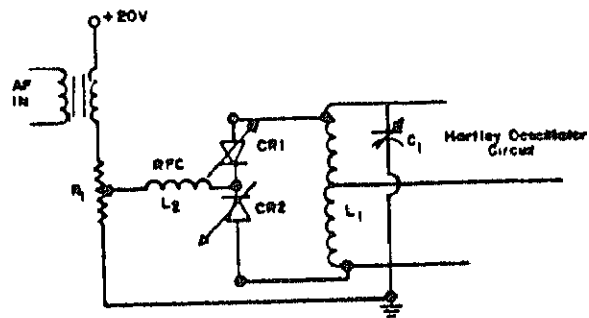 +20V
AF
IN
R1
RFC
L2
CR1
CR2
L1
C1
Hartley Oscillator
Circuit